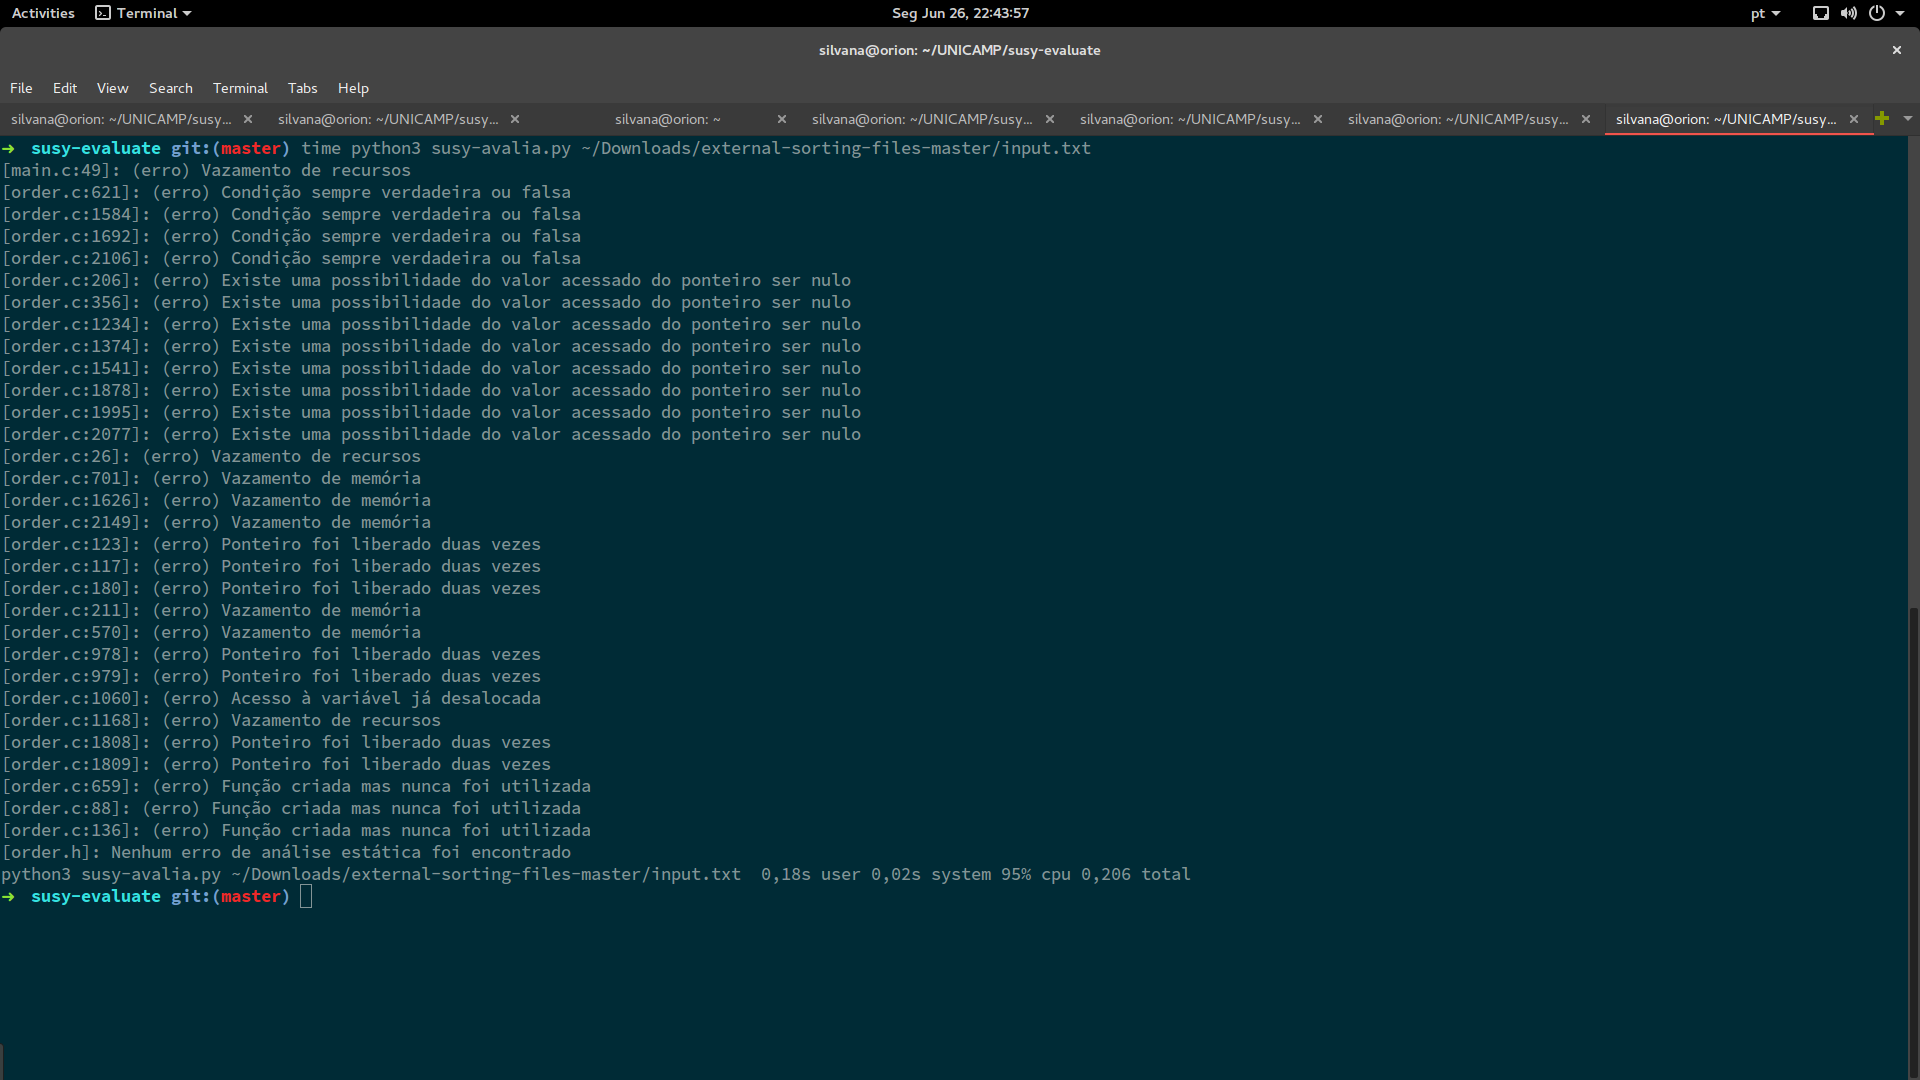 Activities Terminal Seg Jun 26, 22:43:57 pt
silvana@orion: ~/UNICAMP/susy-evaluate
File Edit View Search Terminal Tabs Help
silvana@orion: ~/UNICAMP/susy... silvana@orion: ~/UNICAMP/susy... silvana@orion: ~ silvana@orion: ~/UNICAMP/susy... silvana@orion: ~/UNICAMP/susy... silvana@orion: ~/UNICAMP/susy... silvana@orion: ~/UNICAMP/susy...
➜ susy-evaluate git:(master) time python3 susy-avalia.py ~/Downloads/external-sorting-files-master/input.txt
[main.c:49]: (erro) Vazamento de recursos
[order.c:621]: (erro) Condição sempre verdadeira ou falsa
[order.c:1584]: (erro) Condição sempre verdadeira ou falsa
[order.c:1692]: (erro) Condição sempre verdadeira ou falsa
[order.c:2106]: (erro) Condição sempre verdadeira ou falsa
[order.c:206]: (erro) Existe uma possibilidade do valor acessado do ponteiro ser nulo
[order.c:356]: (erro) Existe uma possibilidade do valor acessado do ponteiro ser nulo
[order.c:1234]: (erro) Existe uma possibilidade do valor acessado do ponteiro ser nulo
[order.c:1374]: (erro) Existe uma possibilidade do valor acessado do ponteiro ser nulo
[order.c:1541]: (erro) Existe uma possibilidade do valor acessado do ponteiro ser nulo
[order.c:1878]: (erro) Existe uma possibilidade do valor acessado do ponteiro ser nulo
[order.c:1995]: (erro) Existe uma possibilidade do valor acessado do ponteiro ser nulo
[order.c:2077]: (erro) Existe uma possibilidade do valor acessado do ponteiro ser nulo
[order.c:26]: (erro) Vazamento de recursos
[order.c:701]: (erro) Vazamento de memória
[order.c:1626]: (erro) Vazamento de memória
[order.c:2149]: (erro) Vazamento de memória
[order.c:123]: (erro) Ponteiro foi liberado duas vezes
[order.c:117]: (erro) Ponteiro foi liberado duas vezes
[order.c:180]: (erro) Ponteiro foi liberado duas vezes
[order.c:211]: (erro) Vazamento de memória
[order.c:570]: (erro) Vazamento de memória
[order.c:978]: (erro) Ponteiro foi liberado duas vezes
[order.c:979]: (erro) Ponteiro foi liberado duas vezes
[order.c:1060]: (erro) Acesso à variável já desalocada
[order.c:1168]: (erro) Vazamento de recursos
[order.c:1808]: (erro) Ponteiro foi liberado duas vezes
[order.c:1809]: (erro) Ponteiro foi liberado duas vezes
[order.c:659]: (erro) Função criada mas nunca foi utilizada
[order.c:88]: (erro) Função criada mas nunca foi utilizada
[order.c:136]: (erro) Função criada mas nunca foi utilizada
[order.h]: Nenhum erro de análise estática foi encontrado
python3 susy-avalia.py ~/Downloads/external-sorting-files-master/input.txt  0,18s user 0,02s system 95% cpu 0,206 total
➜ susy-evaluate git:(master)